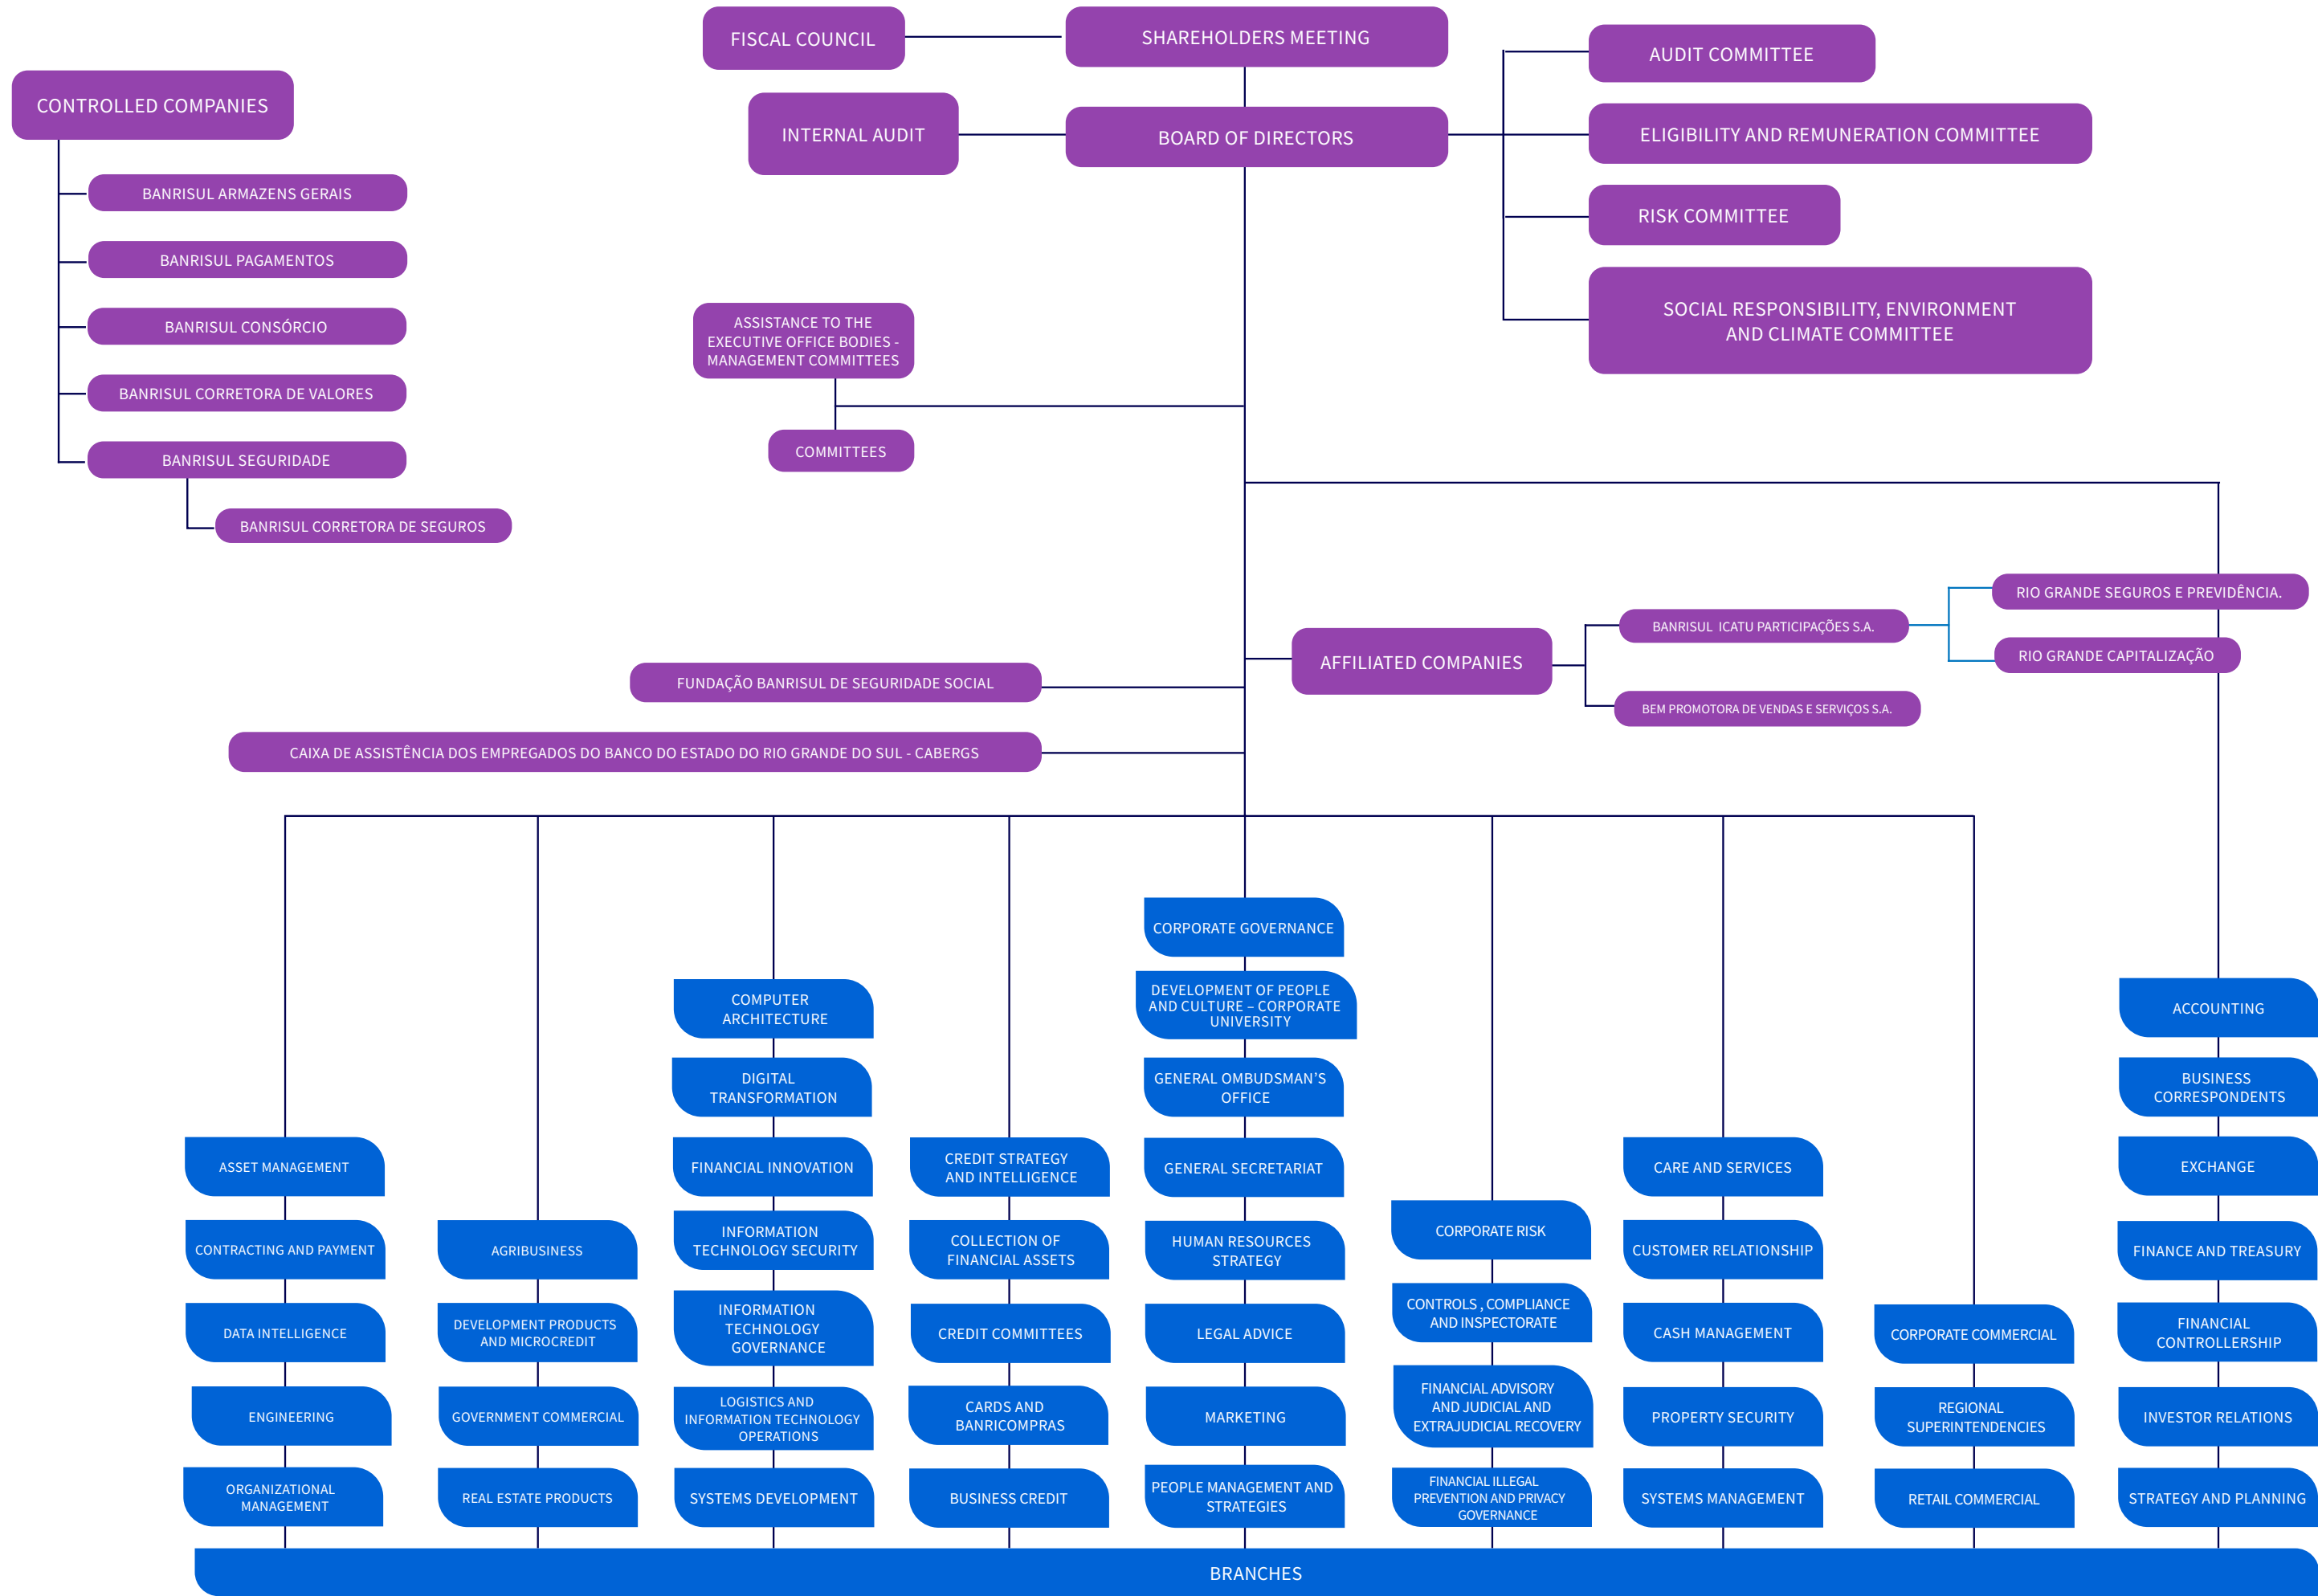 FISCAL COUNCIL
SHAREHOLDERS MEETING
AUDIT COMMITTEE
CONTROLLED COMPANIES
INTERNAL AUDIT
BOARD OF DIRECTORS
ELIGIBILITY AND REMUNERATION COMMITTEE
BANRISUL ARMAZENS GERAIS
RISK COMMITTEE
BANRISUL PAGAMENTOS
SOCIAL RESPONSIBILITY, ENVIRONMENT
AND CLIMATE COMMITTEE
BANRISUL CONSÓRCIO
ASSISTANCE TO THE
EXECUTIVE OFFICE BODIES -
MANAGEMENT COMMITTEES
BANRISUL CORRETORA DE VALORES
COMMITTEES
BANRISUL SEGURIDADE
BANRISUL CORRETORA DE SEGUROS
RIO GRANDE SEGUROS E PREVIDÊNCIA.
BANRISUL ICATU PARTICIPAÇÕES S.A.
RIO GRANDE CAPITALIZAÇÃO
AFFILIATED COMPANIES
BEM PROMOTORA DE VENDAS E SERVIÇOS S.A.
FUNDAÇÃO BANRISUL DE SEGURIDADE SOCIAL
CAIXA DE ASSISTÊNCIA DOS EMPREGADOS DO BANCO DO ESTADO DO RIO GRANDE DO SUL - CABERGS
ASSET MANAGEMENT
CONTRACTING AND PAYMENT
DATA INTELLIGENCE
ENGINEERING
ORGANIZATIONAL
MANAGEMENT
AGRIBUSINESS
DEVELOPMENT PRODUCTS
AND MICROCREDIT
GOVERNMENT COMMERCIAL
REAL ESTATE PRODUCTS
COMPUTER
ARCHITECTURE
DIGITAL
TRANSFORMATION
FINANCIAL INNOVATION
INFORMATION
TECHNOLOGY SECURITY
INFORMATION
TECHNOLOGY
GOVERNANCE
LOGISTICS AND
INFORMATION TECHNOLOGY
OPERATIONS
SYSTEMS DEVELOPMENT
CREDIT STRATEGY
AND INTELLIGENCE
COLLECTION OF
FINANCIAL ASSETS
CREDIT COMMITTEES
CARDS AND
BANRICOMPRAS
BUSINESS CREDIT
CORPORATE GOVERNANCE
DEVELOPMENT OF PEOPLE
AND CULTURE – CORPORATE
UNIVERSITY
GENERAL OMBUDSMAN’S
OFFICE
GENERAL SECRETARIAT
HUMAN RESOURCES
STRATEGY
LEGAL ADVICE
MARKETING
PEOPLE MANAGEMENT AND
STRATEGIES
CORPORATE RISK
CONTROLS , COMPLIANCE
AND INSPECTORATE
FINANCIAL ADVISORY
AND JUDICIAL AND
EXTRAJUDICIAL RECOVERY
FINANCIAL ILLEGAL
PREVENTION AND PRIVACY
GOVERNANCE
CARE AND SERVICES
CUSTOMER RELATIONSHIP
CASH MANAGEMENT
PROPERTY SECURITY
SYSTEMS MANAGEMENT
CORPORATE COMMERCIAL
REGIONAL
SUPERINTENDENCIES
RETAIL COMMERCIAL
ACCOUNTING
BUSINESS
CORRESPONDENTS
EXCHANGE
FINANCE AND TREASURY
FINANCIAL
CONTROLLERSHIP
INVESTOR RELATIONS
STRATEGY AND PLANNING
BRANCHES